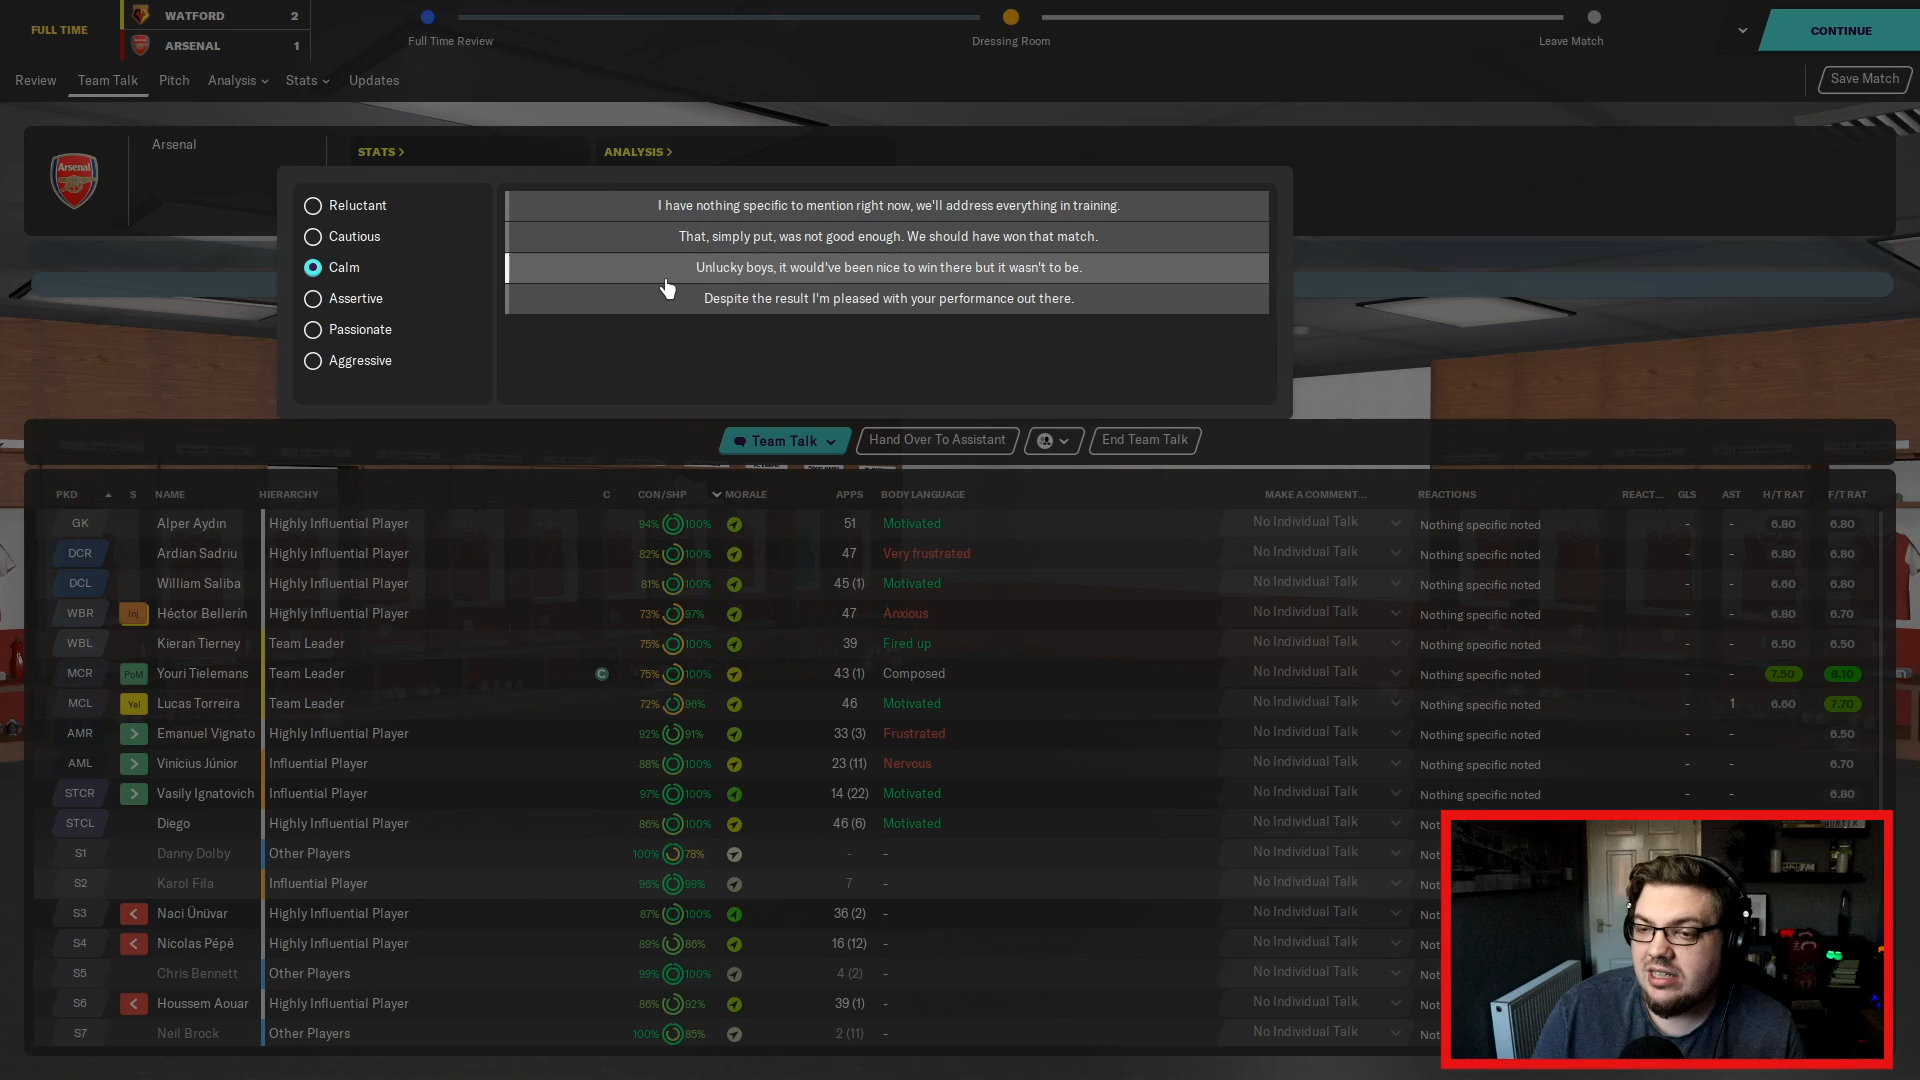 FULL TIME
WATFORD 2
ARSENAL 1
Full Time Review
Dressing Room
Leave Match
CONTINUE
Review Team Talk Pitch Analysis Stats Updates
Save Match
Arsenal
Arsenal
STATS >
ANALYSIS >
Reluctant
Cautious
Calm
Assertive
Passionate
Aggressive
I have nothing specific to mention right now, we'll address everything in training.
That, simply put, was not good enough. We should have won that match.
Unlucky boys, it would've been nice to win there but it wasn't to be.
Despite the result I'm pleased with your performance out there.
Team Talk
Hand Over To Assistant
End Team Talk
PKD S NAME HIERARCHY C CON/SHP MORALE APPS BODY LANGUAGE MAKE A COMMENT... REACTIONS REACT... GLS AST H/T RAT F/T RAT
GK Alper Aydın Highly Influential Player 94% 100% 51 Motivated No Individual Talk Nothing specific noted - - 6.80 6.80
DCR Ardian Sadriu Highly Influential Player 82% 100% 47 Very frustrated No Individual Talk Nothing specific noted - - 6.80 6.80
DCL William Saliba Highly Influential Player 81% 100% 45 (1) Motivated No Individual Talk Nothing specific noted - - 6.60 6.80
WBR Inj Héctor Bellerín Highly Influential Player 73% 97% 47 Anxious No Individual Talk Nothing specific noted - - 6.80 6.70
WBL Kieran Tierney Team Leader 75% 100% 39 Fired up No Individual Talk Nothing specific noted - - 6.50 6.50
MCR PoM Youri Tielemans Team Leader C 75% 100% 43 (1) Composed No Individual Talk Nothing specific noted - - 7.50 8.10
MCL Yel Lucas Torreira Team Leader 72% 96% 46 Motivated No Individual Talk Nothing specific noted - 1 6.60 7.70
AMR Emanuel Vignato Highly Influential Player 92% 91% 33 (3) Frustrated No Individual Talk Nothing specific noted - - 6.50
AML Vinícius Júnior Influential Player 88% 100% 23 (11) Nervous No Individual Talk Nothing specific noted - - 6.70
STCR Vasily Ignatovich Influential Player 97% 100% 14 (22) Motivated No Individual Talk Nothing specific noted - - 6.80
STCL Diego Highly Influential Player 86% 100% 46 (6) Motivated No Individual Talk Not
S1 Danny Dolby Other Players 100% 78% - - No Individual Talk Not
S2 Karol Fila Influential Player 96% 99% 7 - No Individual Talk Not
S3 Naci Ünüvar Highly Influential Player 87% 100% 36 (2) - No Individual Talk Not
S4 Nicolas Pépé Highly Influential Player 89% 86% 16 (12) - No Individual Talk Not
S5 Chris Bennett Other Players 99% 100% 4 (2) - No Individual Talk Not
S6 Houssem Aouar Highly Influential Player 86% 92% 39 (1) - No Individual Talk Not
S7 Neil Brock Other Players 100% 85% 2 (11) - No Individual Talk Not